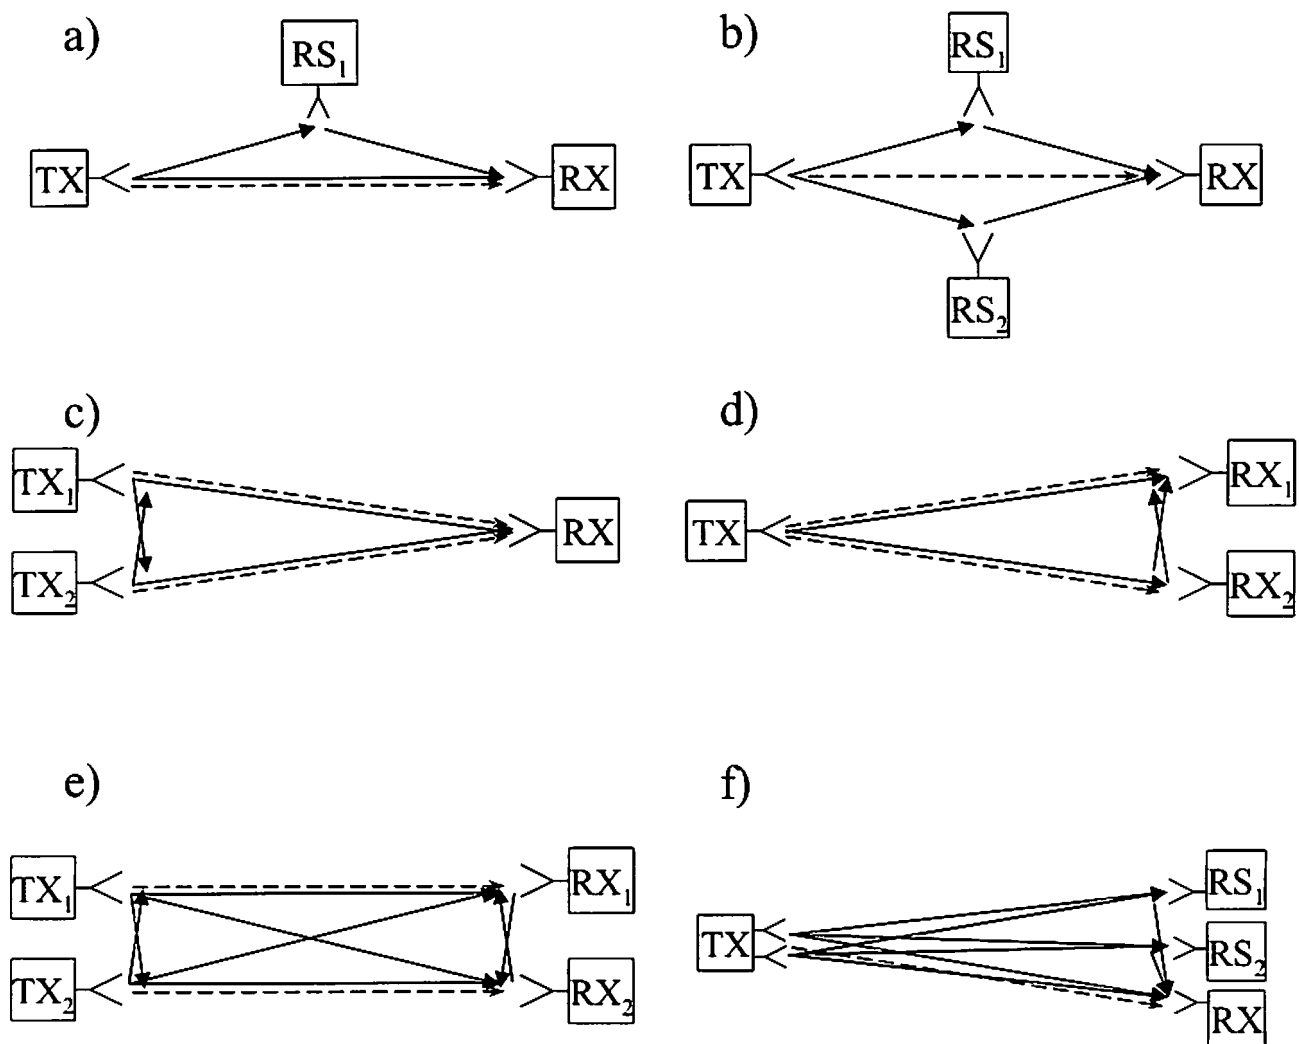 a)
RS1
TX
RX
b)
RS1
TX
RX
RS2
c)
TX1
TX2
RX
d)
TX
RX1
RX2
e)
TX1
RX1
TX2
RX2
f)
RS1
TX
RS2
RX